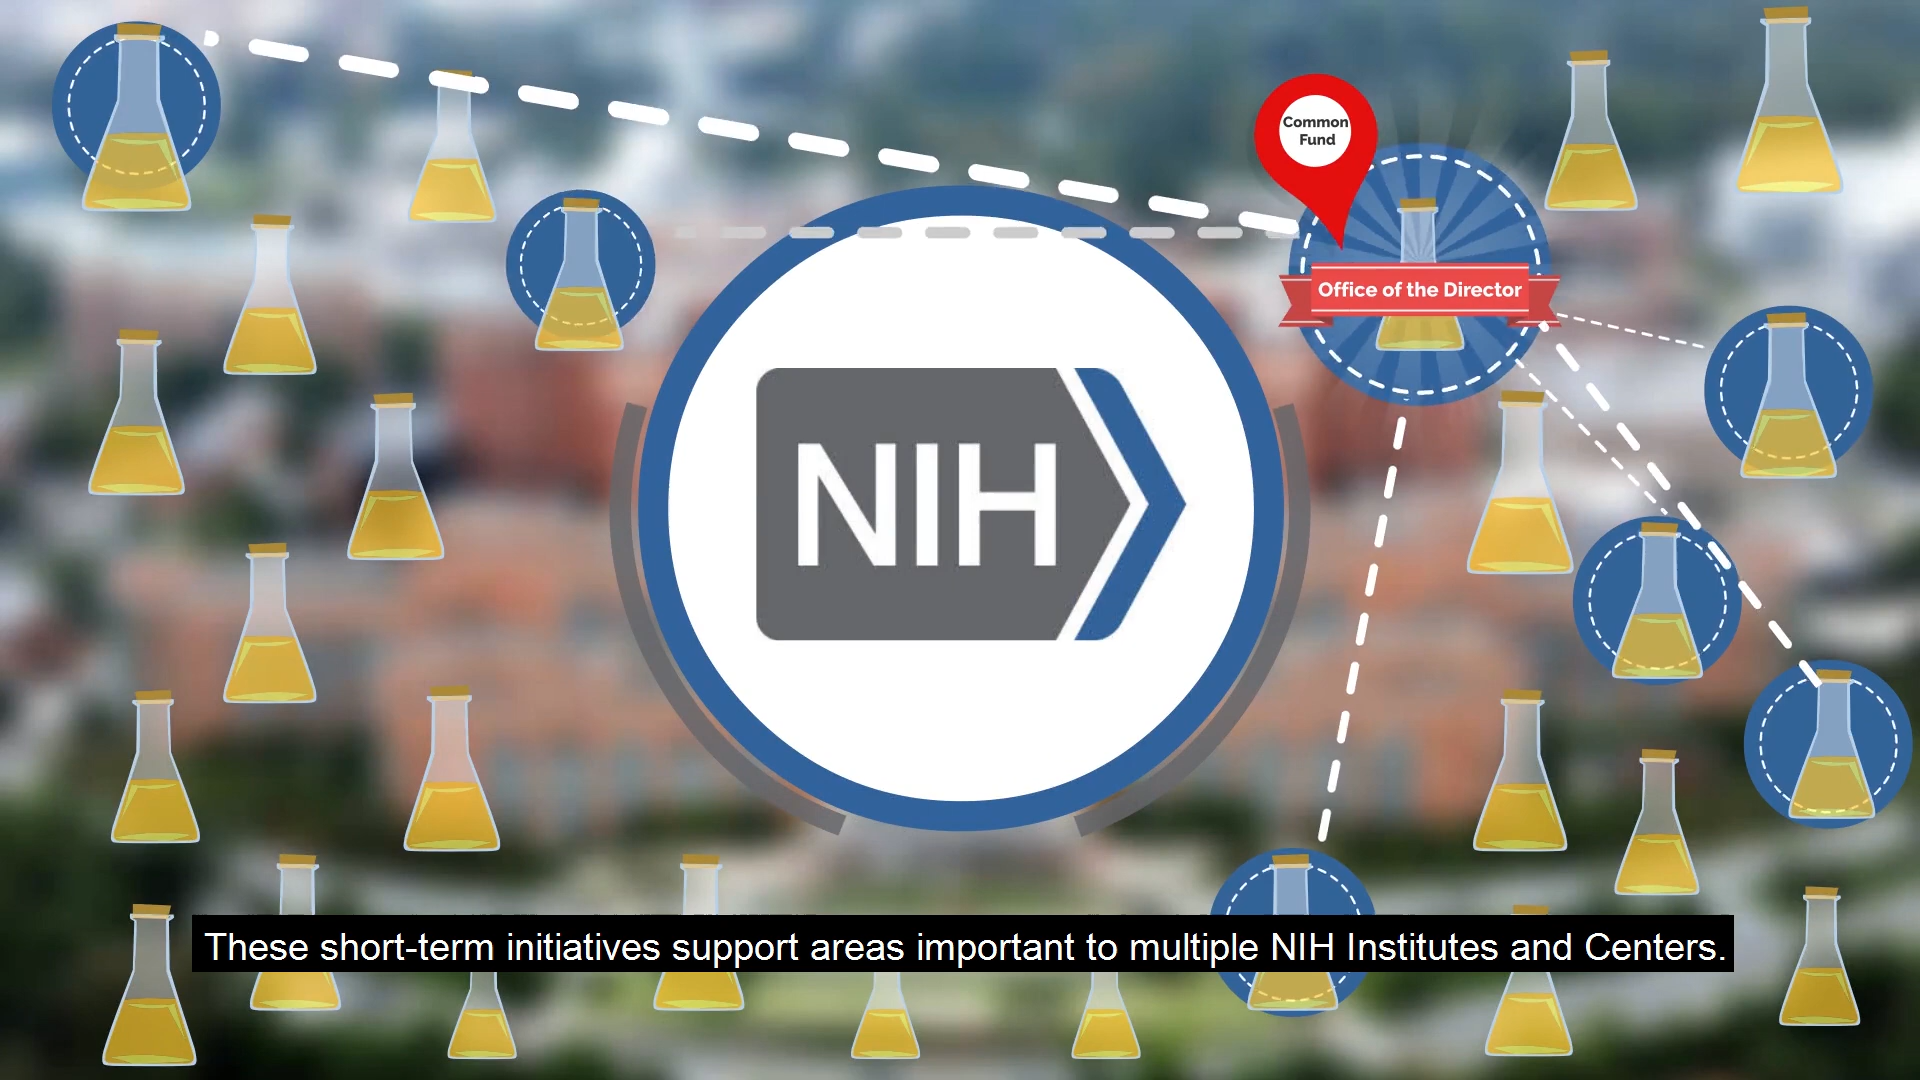 Common
Fund
Office of the Director
NIH
These short-term initiatives support areas important to multiple NIH Institutes and Centers.